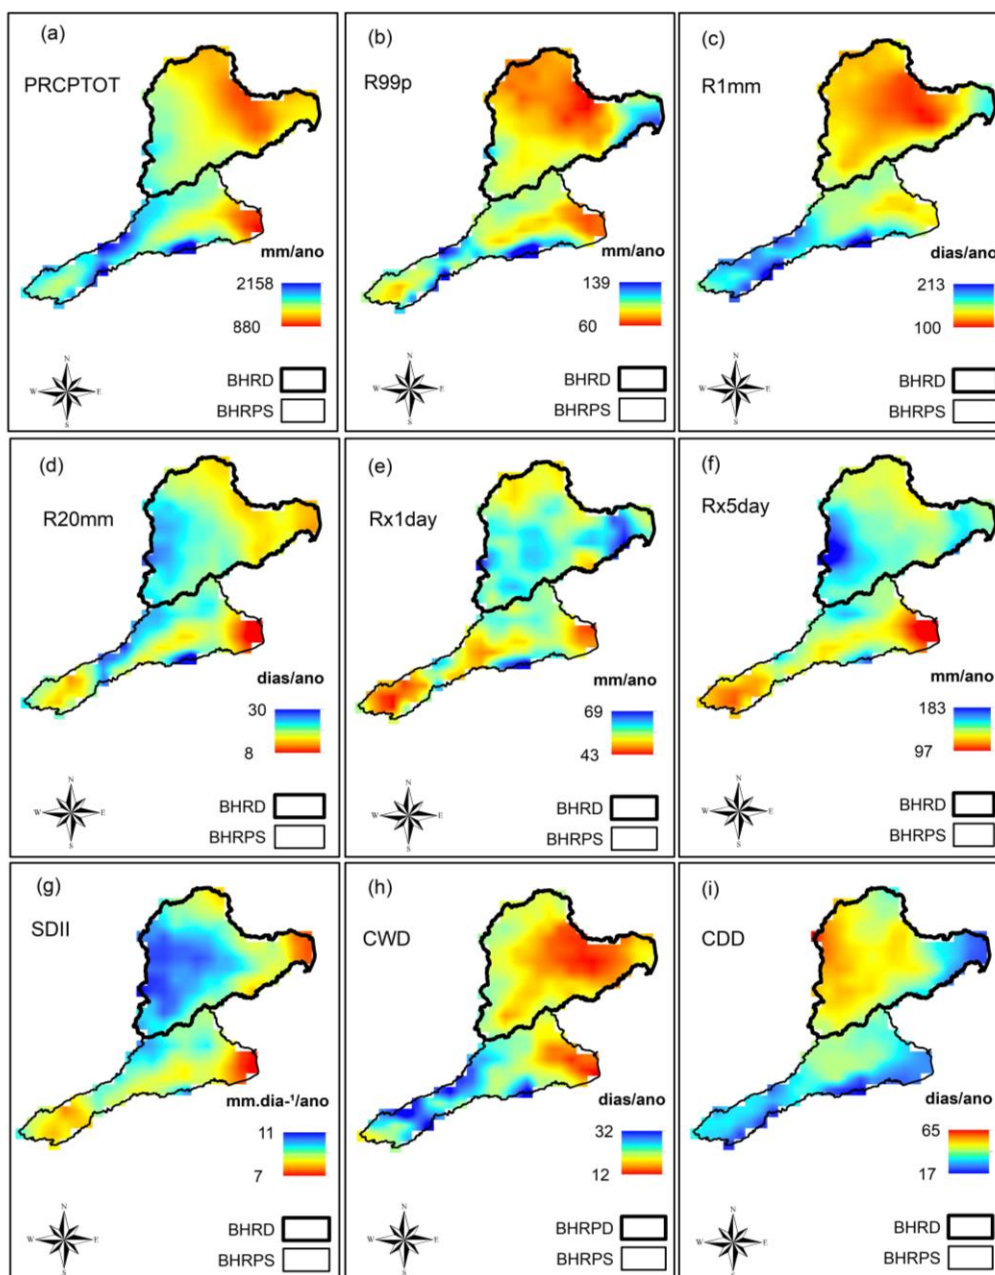 (a)
PRCPTOT
mm/ano
2158
880
N
W E
S
BHRD
BHRPS
(b)
R99p
mm/ano
139
60
N
W E
S
BHRD
BHRPS
(c)
R1mm
dias/ano
213
100
N
W E
S
BHRD
BHRPS
(d)
R20mm
dias/ano
30
8
N
W E
S
BHRD
BHRPS
(e)
Rx1day
mm/ano
69
43
N
W E
S
BHRD
BHRPS
(f)
Rx5day
mm/ano
183
97
N
W E
S
BHRD
BHRPS
(g)
SDII
mm.dia-¹/ano
11
7
N
W E
S
BHRD
BHRPS
(h)
CWD
dias/ano
32
12
N
W E
S
BHRPD
BHRPS
(i)
CDD
dias/ano
65
17
N
W E
S
BHRD
BHRPS